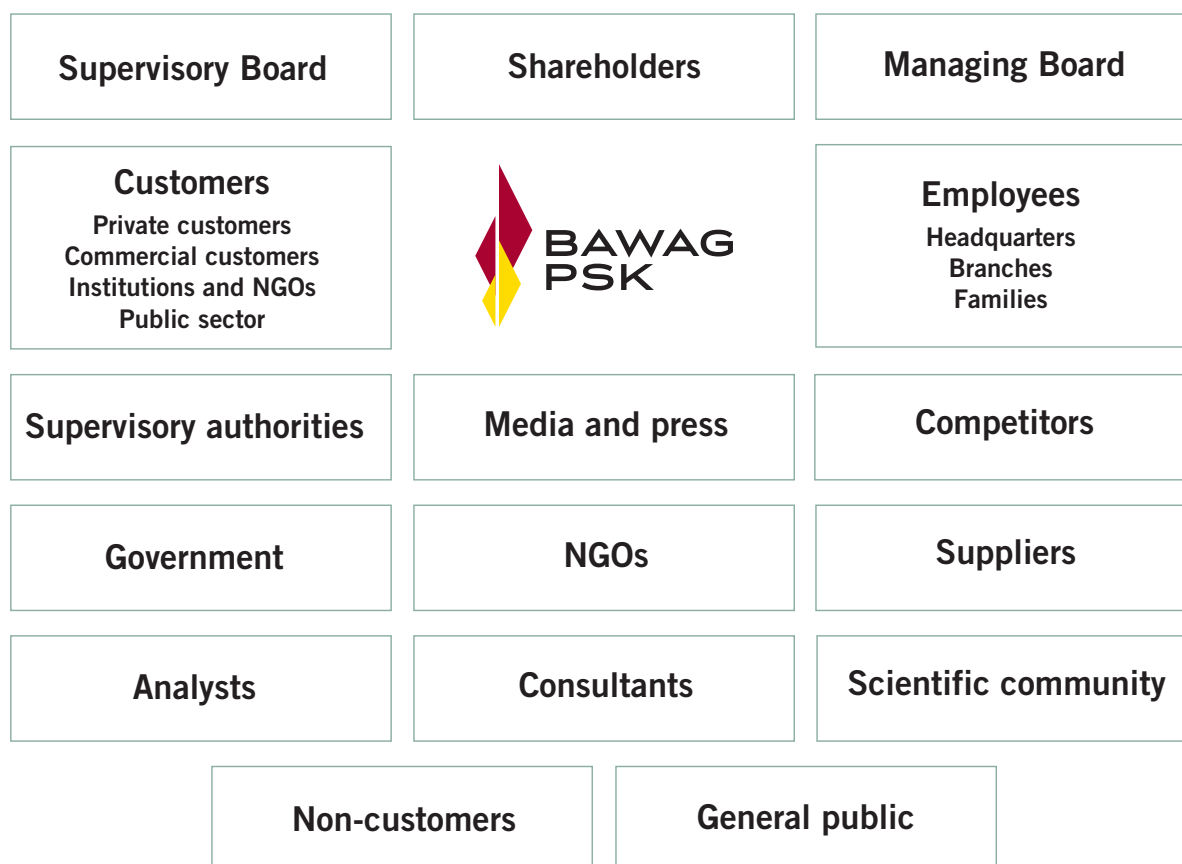 Supervisory Board
Shareholders
Managing Board
Customers
Private customers
Commercial customers
Institutions and NGOs
Public sector
BAWAG
PSK
Employees
Headquarters
Branches
Families
Supervisory authorities
Media and press
Competitors
Government
NGOs
Suppliers
Analysts
Consultants
Scientific community
Non-customers
General public